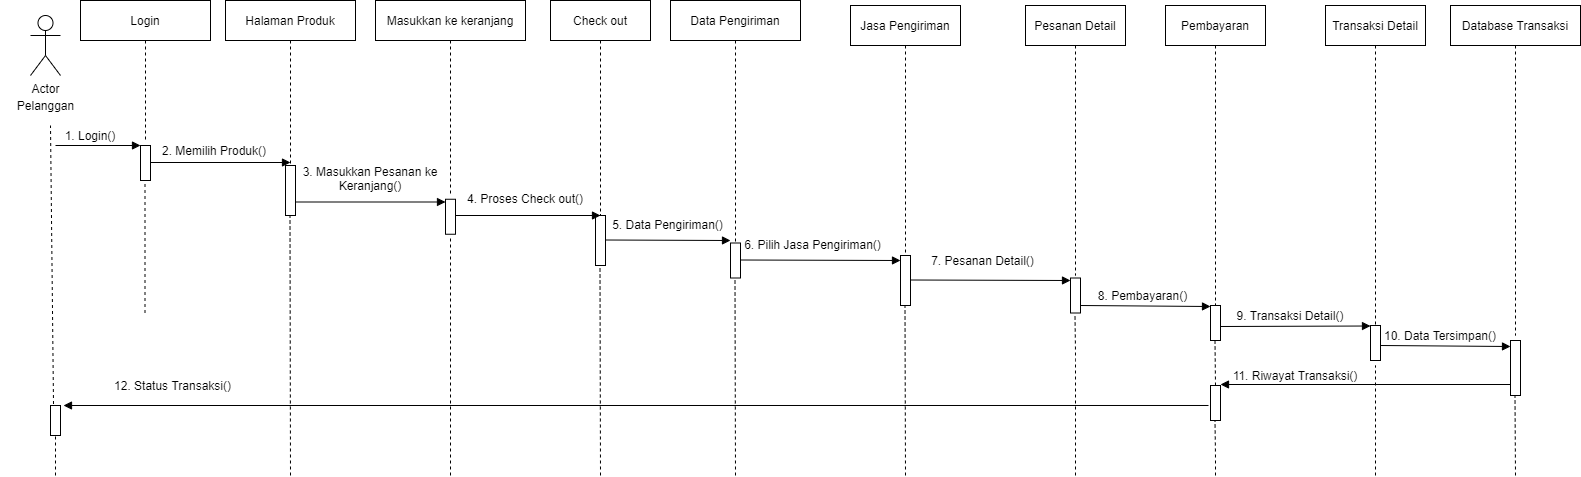 Login
Halaman Produk
Masukkan ke keranjang
Check out
Data Pengiriman
Jasa Pengiriman
Pesanan Detail
Pembayaran
Transaksi Detail
Database Transaksi
Actor
Pelanggan
1. Login()
2. Memilih Produk()
3. Masukkan Pesanan ke
Keranjang()
4. Proses Check out()
5. Data Pengiriman()
6. Pilih Jasa Pengiriman()
7. Pesanan Detail()
8. Pembayaran()
9. Transaksi Detail()
10. Data Tersimpan()
11. Riwayat Transaksi()
12. Status Transaksi()